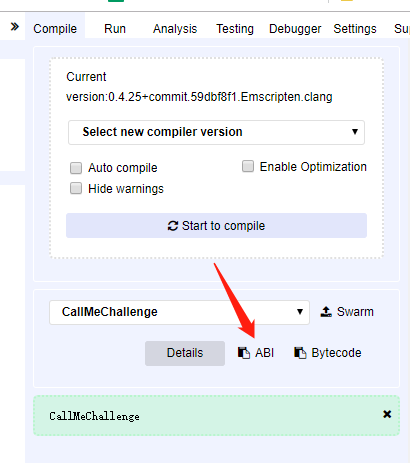 Compile Run Analysis Testing Debugger Settings Su
Current
version:0.4.25+commit.59dbf8f1.Emscripten.clang
Select new compiler version
Auto compile Enable Optimization
Hide warnings
Start to compile
CallMeChallenge Swarm
Details ABI Bytecode
CallMeChallenge